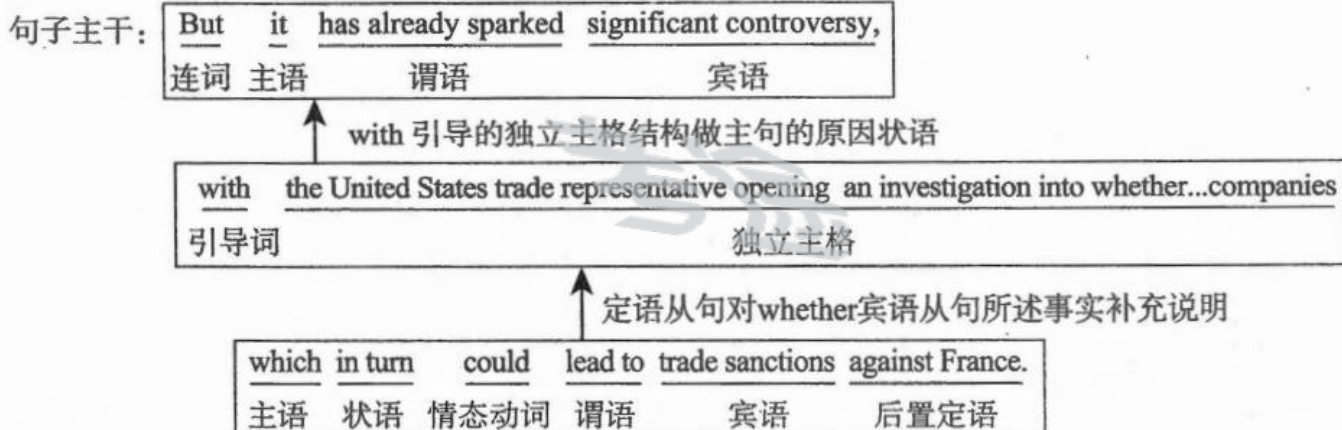 句子主干：But it has already sparked significant controversy,
连词 主语 谓语 宾语
with 引导的独立主格结构做主句的原因状语
with the United States trade representative opening an investigation into whether...companies
引导词 独立主格
定语从句对whether宾语从句所述事实补充说明
which in turn could lead to trade sanctions against France.
主语 状语 情态动词 谓语 宾语 后置定语